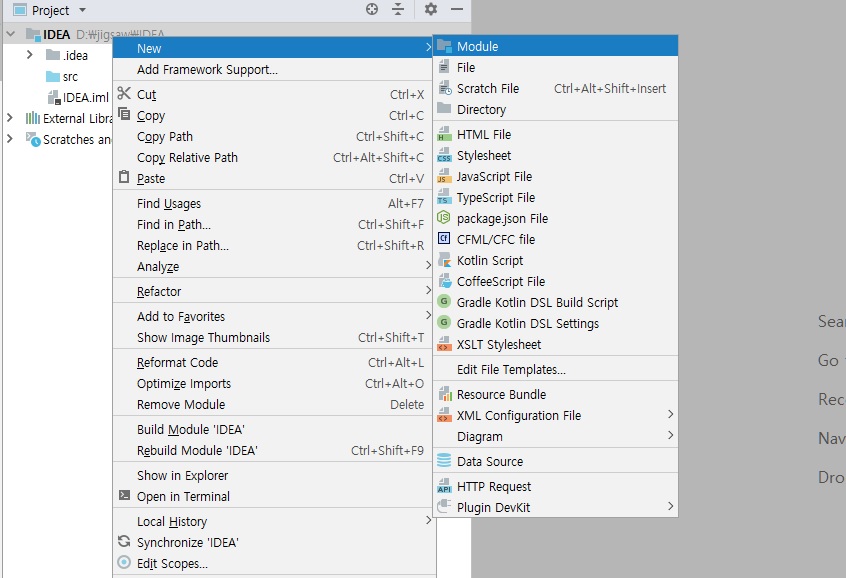 Project
IDEA D:₩jigsaw₩IDEA
.idea
src
IDEA.iml
External Libra
Scratches an
New
Add Framework Support...
Cut Ctrl+X
Copy Ctrl+C
Copy Path Ctrl+Shift+C
Copy Relative Path Ctrl+Alt+Shift+C
Paste Ctrl+V
Find Usages Alt+F7
Find in Path... Ctrl+Shift+F
Replace in Path... Ctrl+Shift+R
Analyze
Refactor
Add to Favorites
Show Image Thumbnails Ctrl+Shift+T
Reformat Code Ctrl+Alt+L
Optimize Imports Ctrl+Alt+O
Remove Module Delete
Build Module 'IDEA'
Rebuild Module 'IDEA' Ctrl+Shift+F9
Show in Explorer
Open in Terminal
Local History
Synchronize 'IDEA'
Edit Scopes...
Module
File
Scratch File Ctrl+Alt+Shift+Insert
Directory
HTML File
Stylesheet
JavaScript File
TypeScript File
package.json File
CFML/CFC file
Kotlin Script
CoffeeScript File
Gradle Kotlin DSL Build Script
Gradle Kotlin DSL Settings
XSLT Stylesheet
Edit File Templates...
Resource Bundle
XML Configuration File
Diagram
Data Source
HTTP Request
Plugin DevKit
Sear
Go
Rec
Nav
Dro